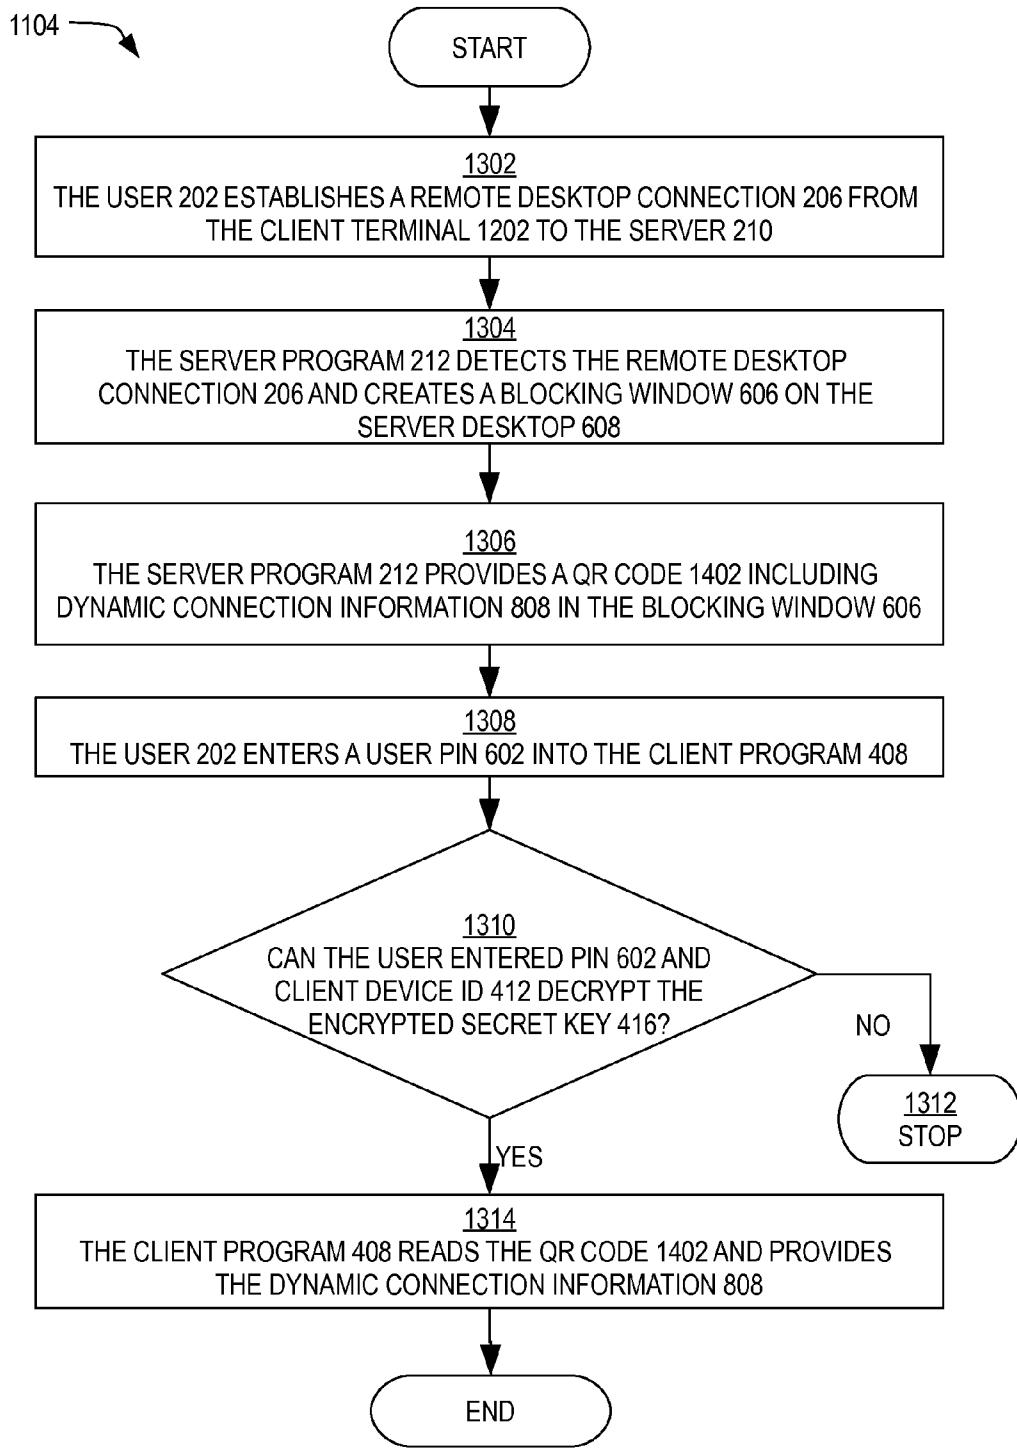 1104
START
1302
THE USER 202 ESTABLISHES A REMOTE DESKTOP CONNECTION 206 FROM
THE CLIENT TERMINAL 1202 TO THE SERVER 210
1304
THE SERVER PROGRAM 212 DETECTS THE REMOTE DESKTOP
CONNECTION 206 AND CREATES A BLOCKING WINDOW 606 ON THE
SERVER DESKTOP 608
1306
THE SERVER PROGRAM 212 PROVIDES A QR CODE 1402 INCLUDING
DYNAMIC CONNECTION INFORMATION 808 IN THE BLOCKING WINDOW 606
1308
THE USER 202 ENTERS A USER PIN 602 INTO THE CLIENT PROGRAM 408
1310
CAN THE USER ENTERED PIN 602 AND
CLIENT DEVICE ID 412 DECRYPT THE
ENCRYPTED SECRET KEY 416?
NO
1312
STOP
YES
1314
THE CLIENT PROGRAM 408 READS THE QR CODE 1402 AND PROVIDES
THE DYNAMIC CONNECTION INFORMATION 808
END